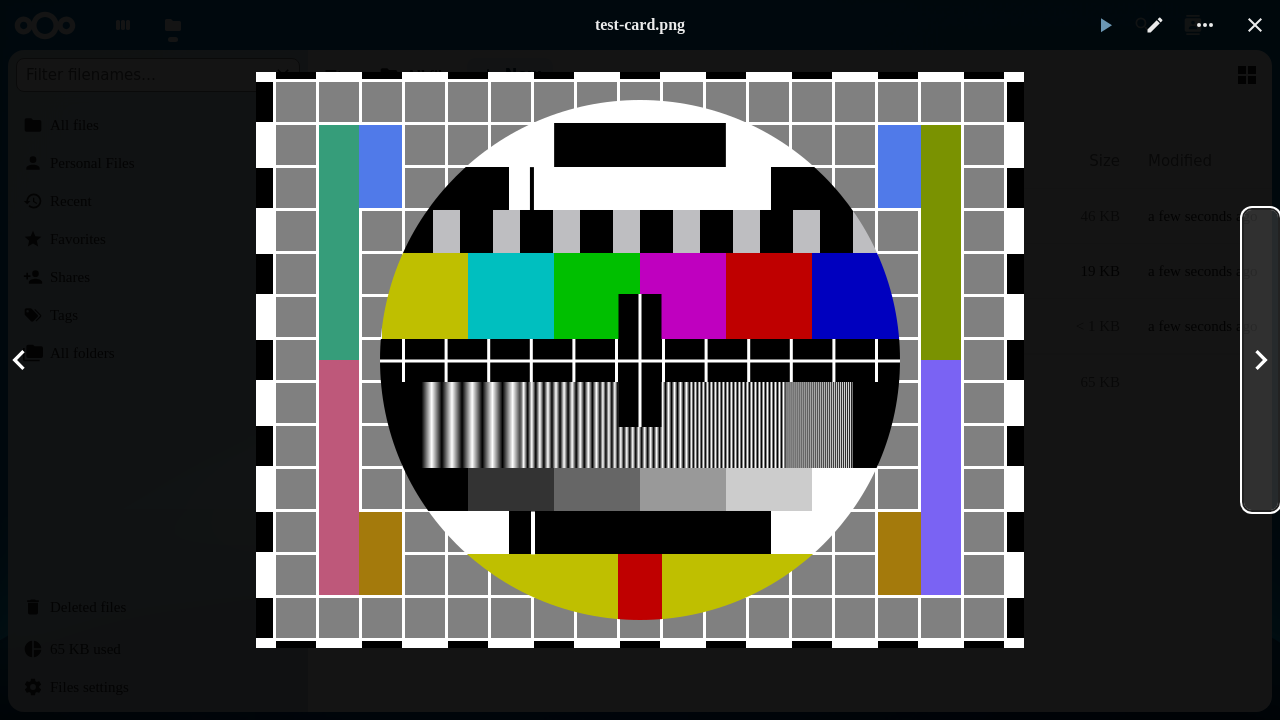 test-card.png
Filter filenames...
All files
Personal Files
Recent
Favorites
Shares
Tags
All folders
Size
Modified
46 KB
a few seconds ago
19 KB
a few seconds ago
< 1 KB
a few seconds ago
65 KB
Deleted files
65 KB used
Files settings